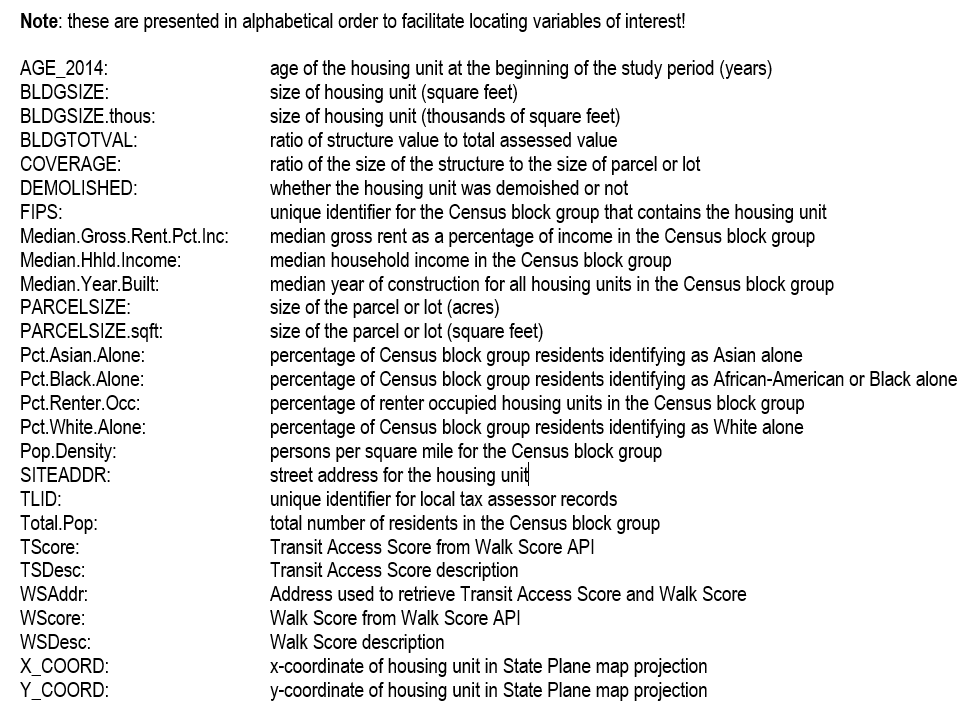 Note: these are presented in alphabetical order to facilitate locating variables of interest!
AGE_2014: age of the housing unit at the beginning of the study period (years)
BLDGSIZE: size of housing unit (square feet)
BLDGSIZE.thous: size of housing unit (thousands of square feet)
BLDGTOTVAL: ratio of structure value to total assessed value
COVERAGE: ratio of the size of the structure to the size of parcel or lot
DEMOLISHED: whether the housing unit was demoished or not
FIPS: unique identifier for the Census block group that contains the housing unit
Median.Gross.Rent.Pct.Inc: median gross rent as a percentage of income in the Census block group
Median.Hhld.Income: median household income in the Census block group
Median.Year.Built: median year of construction for all housing units in the Census block group
PARCELSIZE: size of the parcel or lot (acres)
PARCELSIZE.sqft: size of the parcel or lot (square feet)
Pct.Asian.Alone: percentage of Census block group residents identifying as Asian alone
Pct.Black.Alone: percentage of Census block group residents identifying as African-American or Black alone
Pct.Renter.Occ: percentage of renter occupied housing units in the Census block group
Pct.White.Alone: percentage of Census block group residents identifying as White alone
Pop.Density: persons per square mile for the Census block group
SITEADDR: street address for the housing unit
TLID: unique identifier for local tax assessor records
Total.Pop: total number of residents in the Census block group
TScore: Transit Access Score from Walk Score API
TSDesc: Transit Access Score description
WSAddr: Address used to retrieve Transit Access Score and Walk Score
WScore: Walk Score from Walk Score API
WSDesc: Walk Score description
X_COORD: x-coordinate of housing unit in State Plane map projection
Y_COORD: y-coordinate of housing unit in State Plane map projection